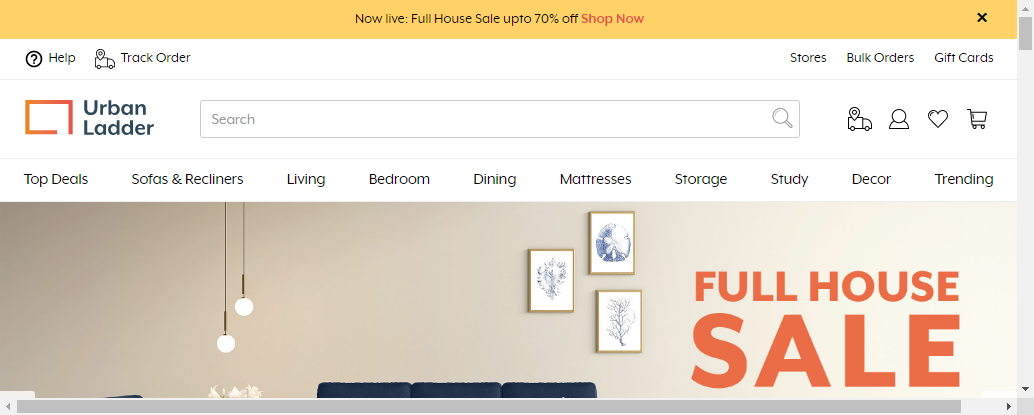 Now live: Full House Sale upto 70% off Shop Now
Help Track Order Stores Bulk Orders Gift Cards
Urban
Ladder
Search
Top Deals Sofas & Recliners Living Bedroom Dining Mattresses Storage Study Decor Trending
FULL HOUSE
SALE